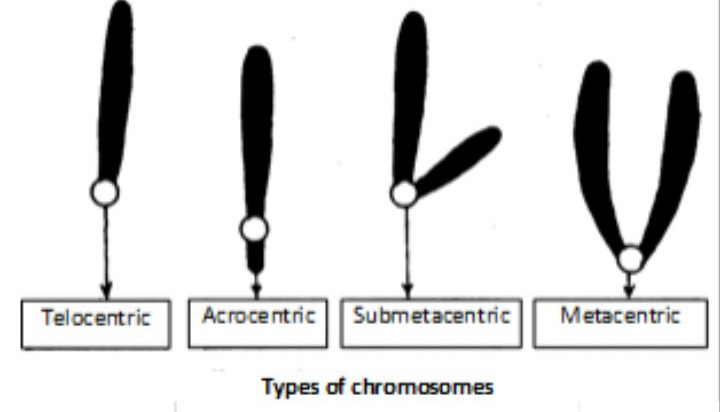 Telocentric
Acrocentric
Submetacentric
Metacentric
Types of chromosomes